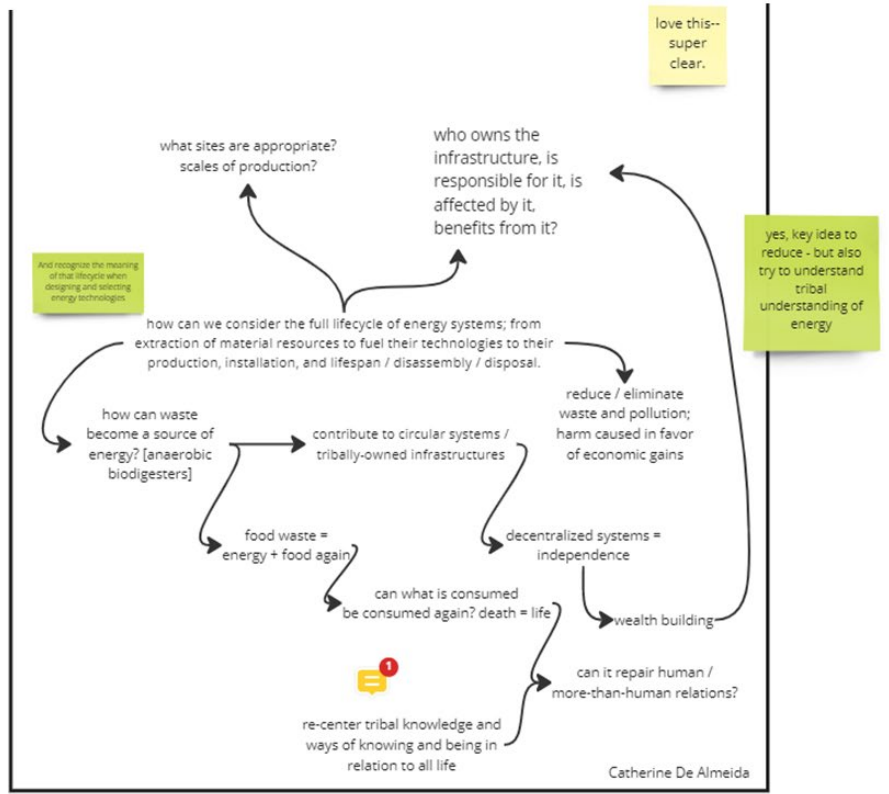 love this--
super
clear.
what sites are appropriate?
scales of production?
who owns the
infrastructure, is
responsible for it, is
affected by it,
benefits from it?
yes, key idea to
reduce - but also
try to understand
tribal
understanding of
energy
And recognize the meaning
of that lifecycle when
designing and selecting
energy technologies
how can we consider the full lifecycle of energy systems; from
extraction of material resources to fuel their technologies to their
production, installation, and lifespan / disassembly / disposal.
reduce / eliminate
waste and pollution;
harm caused in favor
of economic gains
how can waste
become a source of
energy? [anaerobic
biodigesters]
contribute to circular systems /
tribally-owned infrastructures
food waste =
energy + food again
decentralized systems =
independence
can what is consumed
be consumed again? death = life
wealth building
1
can it repair human /
more-than-human relations?
re-center tribal knowledge and
ways of knowing and being in
relation to all life
Catherine De Almeida